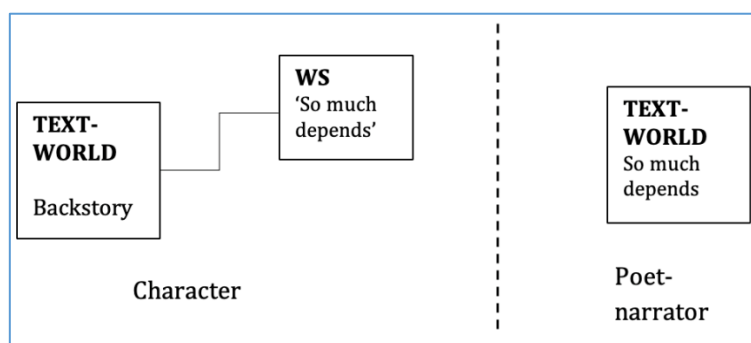 TEXT-
WORLD
Backstory
WS
‘So much
depends’
Character
TEXT-
WORLD
So much
depends
Poet-
narrator